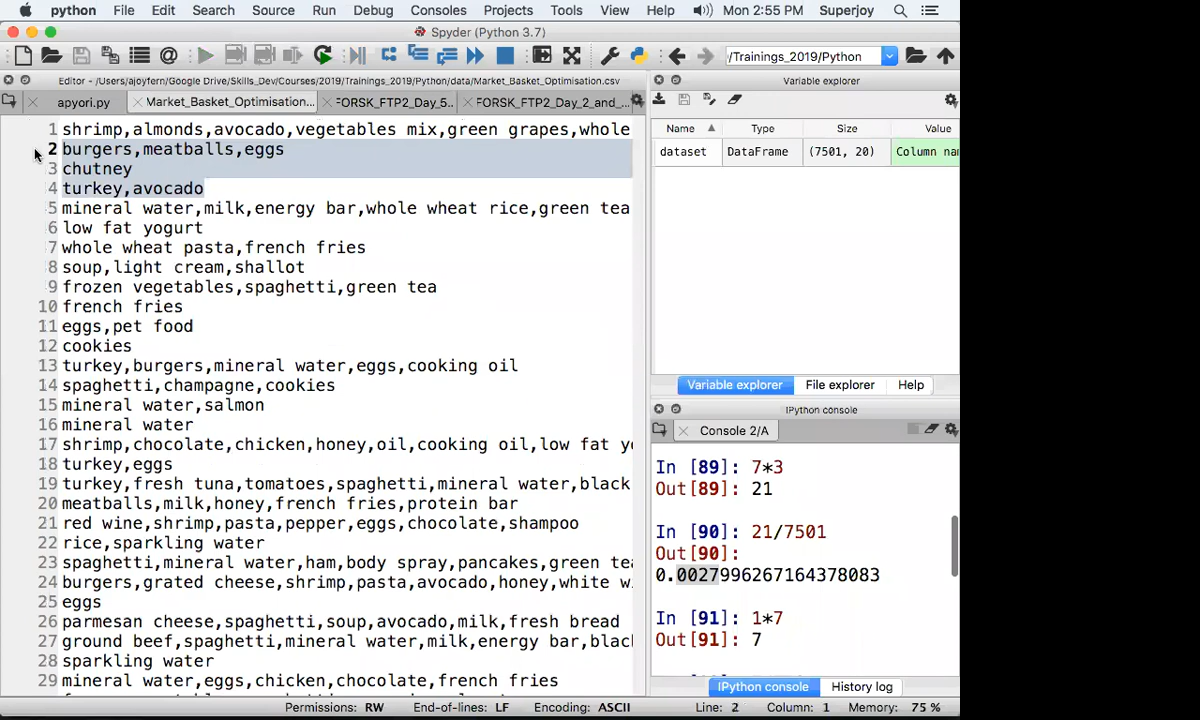 python File Edit Search Source Run Debug Consoles Projects Tools View Help Mon 2:55 PM Superjoy
Spyder (Python 3.7)
/Trainings_2019/Python
Editor - /Users/ajoyfern/Google Drive/Skills_Dev/Courses/2019/Trainings_2019/Python/data/Market_Basket_Optimisation.csv
apyori.py Market_Basket_Optimisation... FORSK_FTP2_Day_5.. FORSK_FTP2_Day_2_and_...
1 shrimp,almonds,avocado,vegetables mix,green grapes,whole
2 burgers,meatballs,eggs
3 chutney
4 turkey,avocado
5 mineral water,milk,energy bar,whole wheat rice,green tea
6 low fat yogurt
7 whole wheat pasta,french fries
8 soup,light cream,shallot
9 frozen vegetables,spaghetti,green tea
10 french fries
11 eggs,pet food
12 cookies
13 turkey,burgers,mineral water,eggs,cooking oil
14 spaghetti,champagne,cookies
15 mineral water,salmon
16 mineral water
17 shrimp,chocolate,chicken,honey,oil,cooking oil,low fat yo
18 turkey,eggs
19 turkey,fresh tuna,tomatoes,spaghetti,mineral water,black
20 meatballs,milk,honey,french fries,protein bar
21 red wine,shrimp,pasta,pepper,eggs,chocolate,shampoo
22 rice,sparkling water
23 spaghetti,mineral water,ham,body spray,pancakes,green tea
24 burgers,grated cheese,shrimp,pasta,avocado,honey,white w
25 eggs
26 parmesan cheese,spaghetti,soup,avocado,milk,fresh bread
27 ground beef,spaghetti,mineral water,milk,energy bar,blac
28 sparkling water
29 mineral water,eggs,chicken,chocolate,french fries
Variable explorer
Name Type Size Value
dataset DataFrame (7501, 20) Column nam
Variable explorer File explorer Help
IPython console
Console 2/A
In [89]: 7*3
Out[89]: 21
In [90]: 21/7501
Out[90]:
0.0027996267164378083
In [91]: 1*7
Out[91]: 7
IPython console History log
Permissions: RW End-of-lines: LF Encoding: ASCII Line: 2 Column: 1 Memory: 75 %